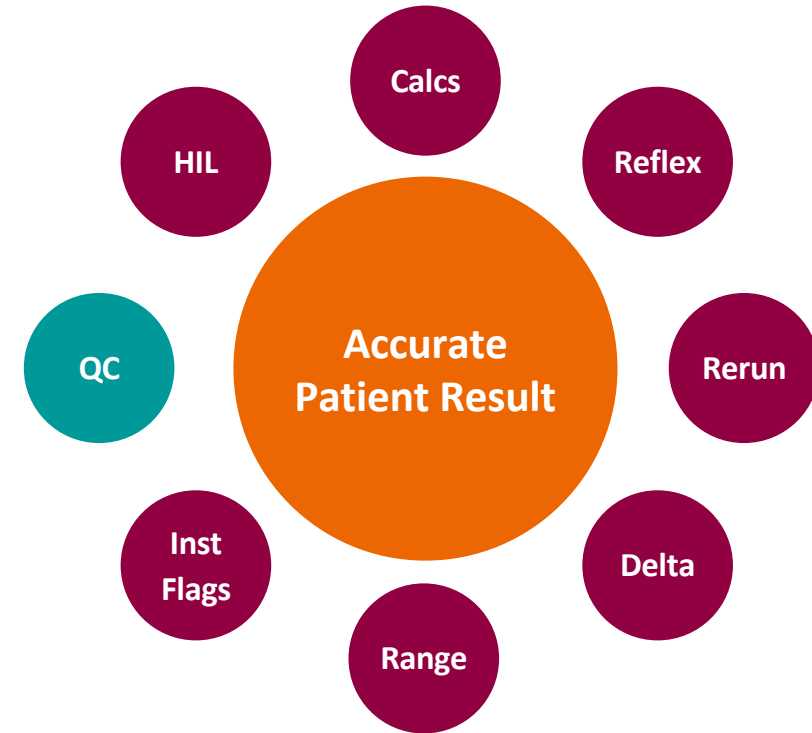 Calcs
HIL
Reflex
Accurate
Patient Result
QC
Rerun
Inst
Flags
Delta
Range